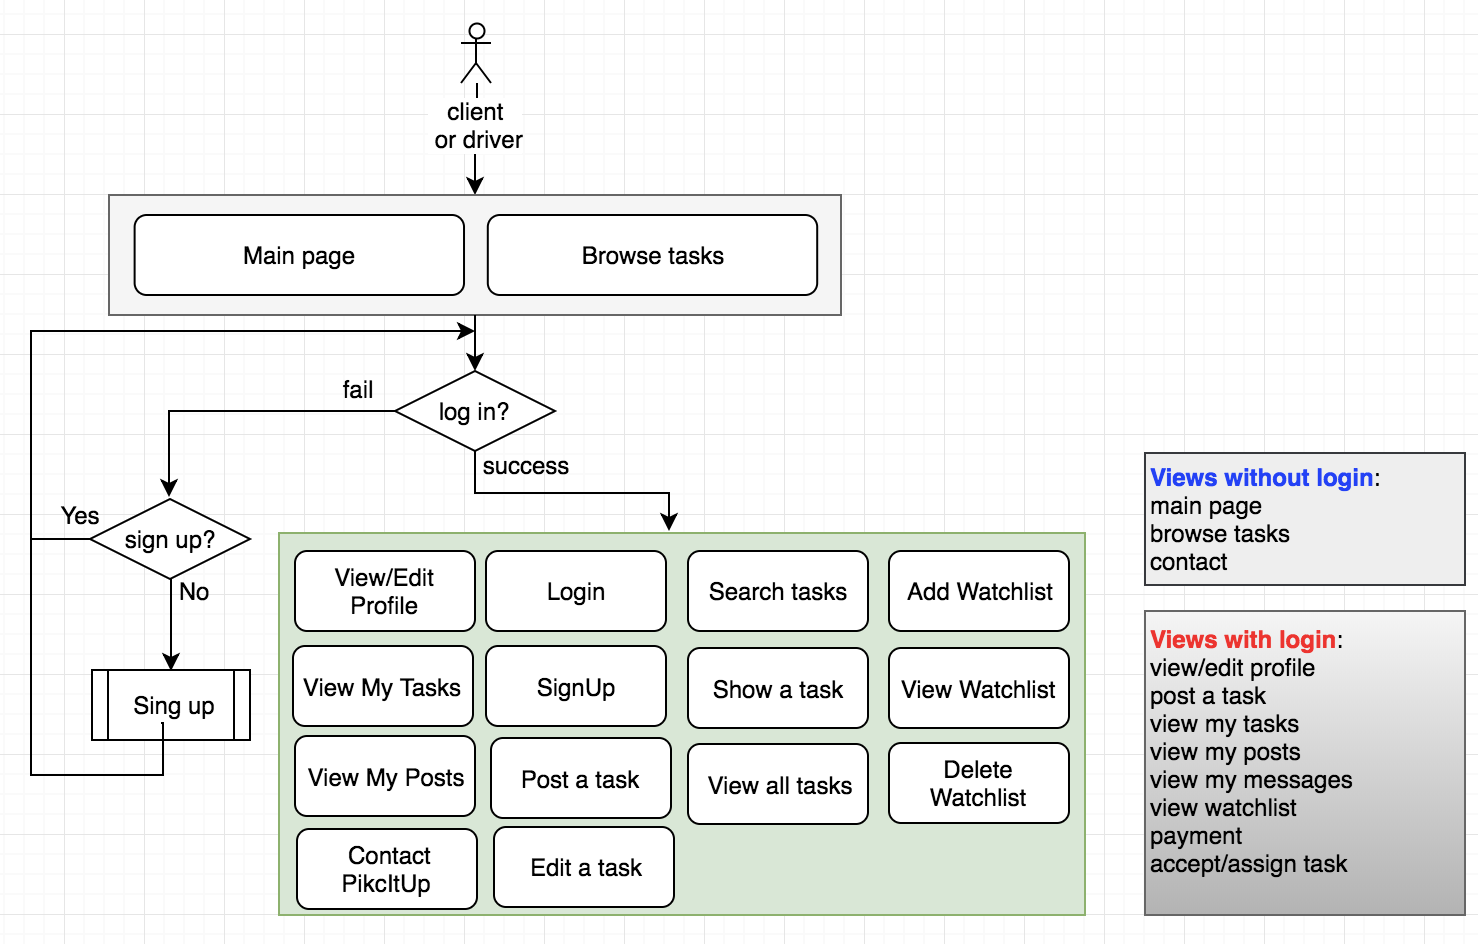 client
or driver
Main page
Browse tasks
fail
log in?
success
Yes
sign up?
No
Sing up
View/Edit
Profile
Login
Search tasks
Add Watchlist
View My Tasks
SignUp
Show a task
View Watchlist
View My Posts
Post a task
View all tasks
Delete
Watchlist
Contact
PikcItUp
Edit a task
Views without login:
main page
browse tasks
contact
Views with login:
view/edit profile
post a task
view my tasks
view my posts
view my messages
view watchlist
payment
accept/assign task